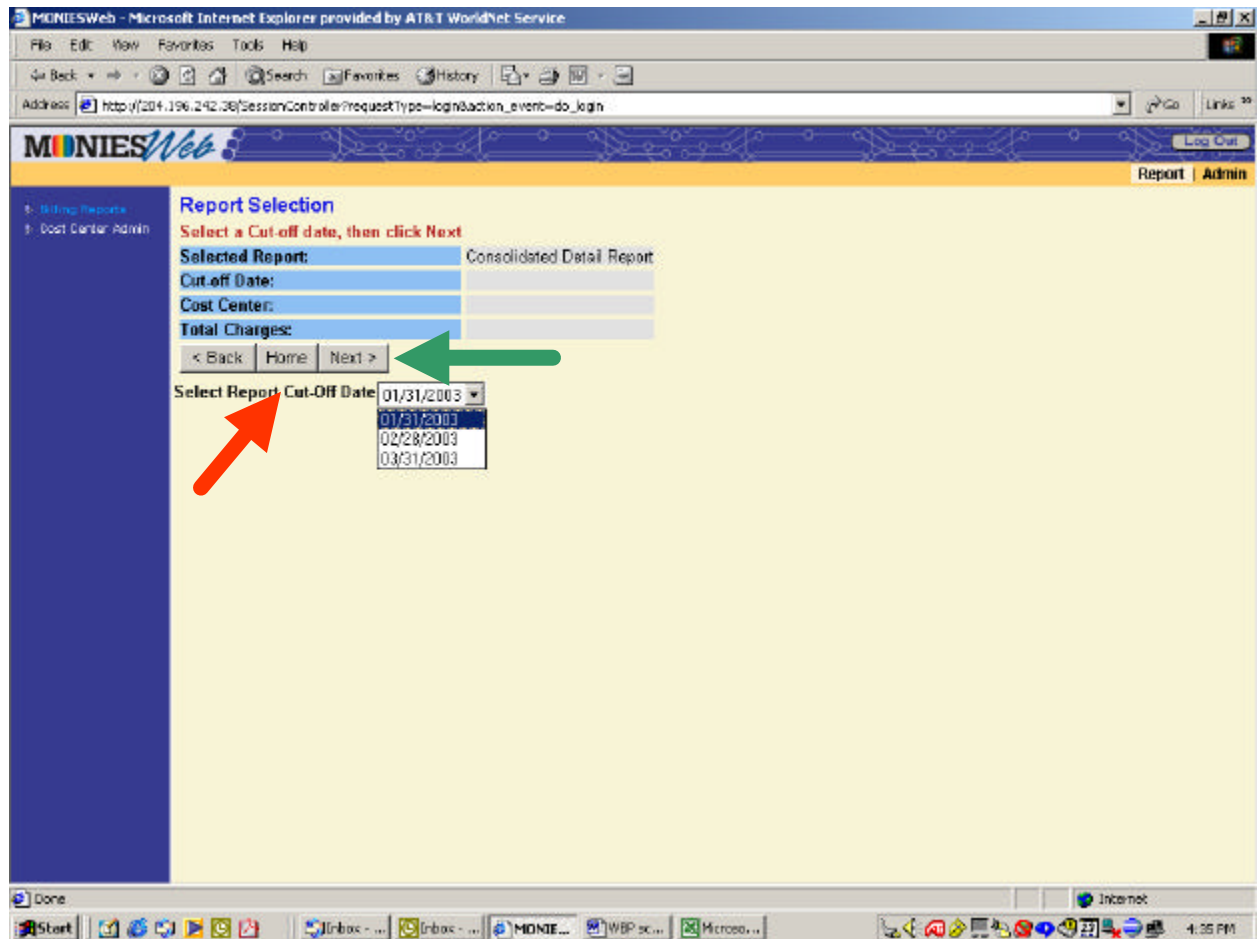 MONIESWeb - Microsoft Internet Explorer provided by AT&T WorldNet Service
File Edit View Favorites Tools Help
Back Search Favorites History
Address http://204.196.242.38/SessionController?requestType=login&action_event=do_login Go Links »
MONIESWeb Log Out
Report | Admin
Billing Reports
Cost Center Admin
Report Selection
Select a Cut-off date, then click Next
Selected Report: Consolidated Detail Report
Cut-off Date:
Cost Center:
Total Charges:
< Back Home Next >
Select Report Cut-Off Date 01/31/2003
01/31/2003
02/28/2003
03/31/2003
Done Internet
Start Inbox - ... Inbox - ... MONIE... WBP sc... Microso... 4:35 PM